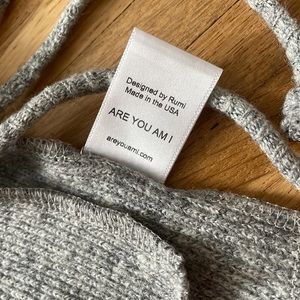 Designed by Rumi
Made in the USA
ARE YOU AM I
areyouami.com